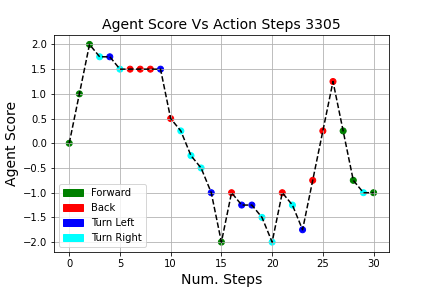 Agent Score Vs Action Steps 3305
Agent Score
2.0
1.5
1.0
0.5
0.0
−0.5
−1.0
−1.5
−2.0
Forward
Back
Turn Left
Turn Right
0 5 10 15 20 25 30
Num. Steps